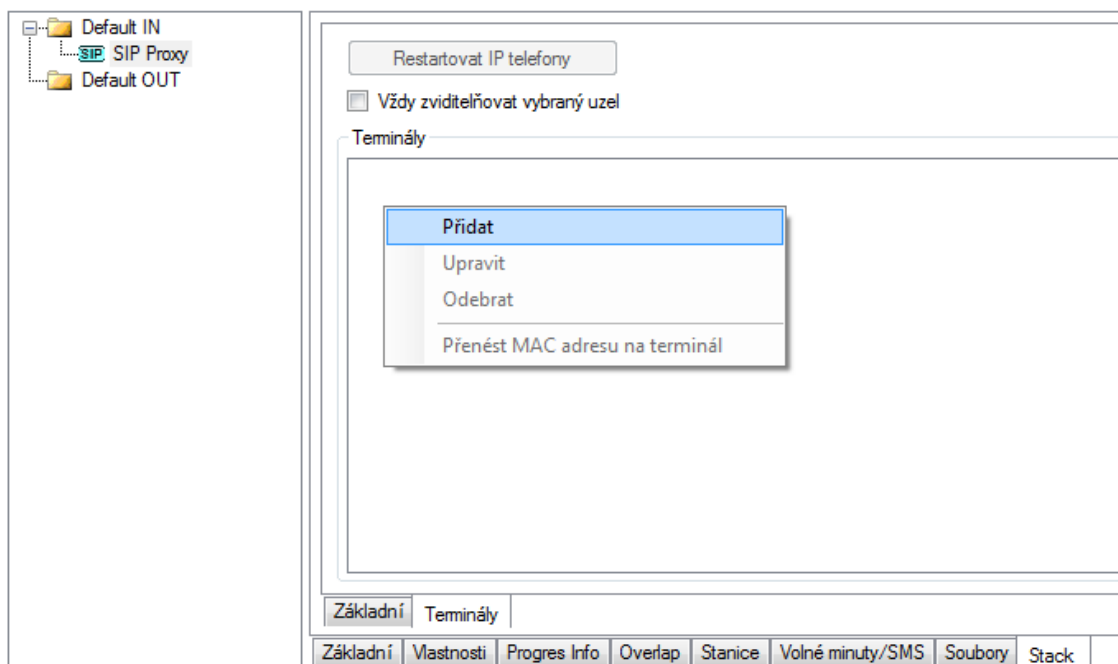 Default IN
SIP SIP Proxy
Default OUT
Restartovat IP telefony
Vždy zviditelňovat vybraný uzel
Terminály
Přidat
Upravit
Odebrat
Přenést MAC adresu na terminál
Základní Terminály
Základní Vlastnosti Progres Info Overlap Stanice Volné minuty/SMS Soubory Stack